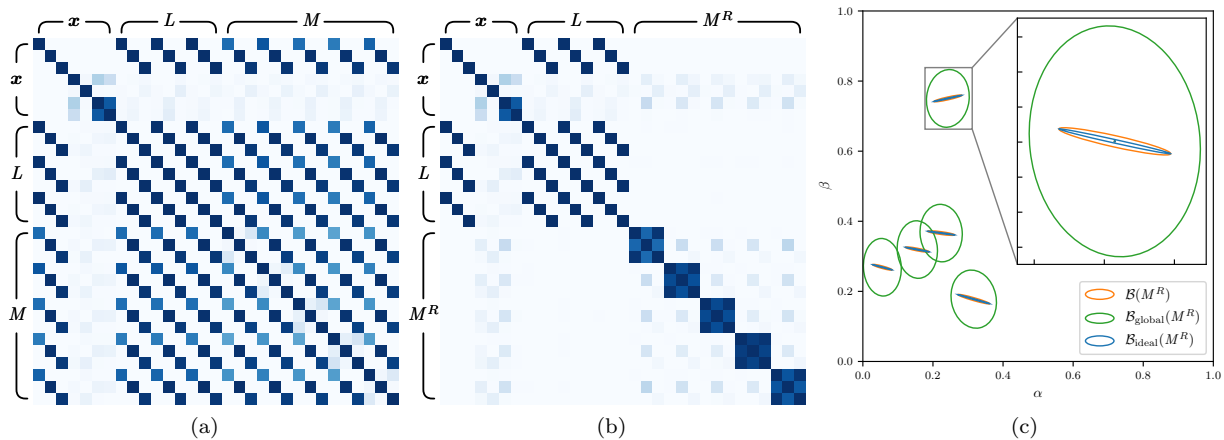 x L M
x
L
M
(a)
x L M^R
x
L
M^R
(b)
1.0
0.8
0.6
0.4
0.2
0.0
β
0.0 0.2 0.4 0.6 0.8 1.0
α
B(M^R)
B_global(M^R)
B_ideal(M^R)
(c)